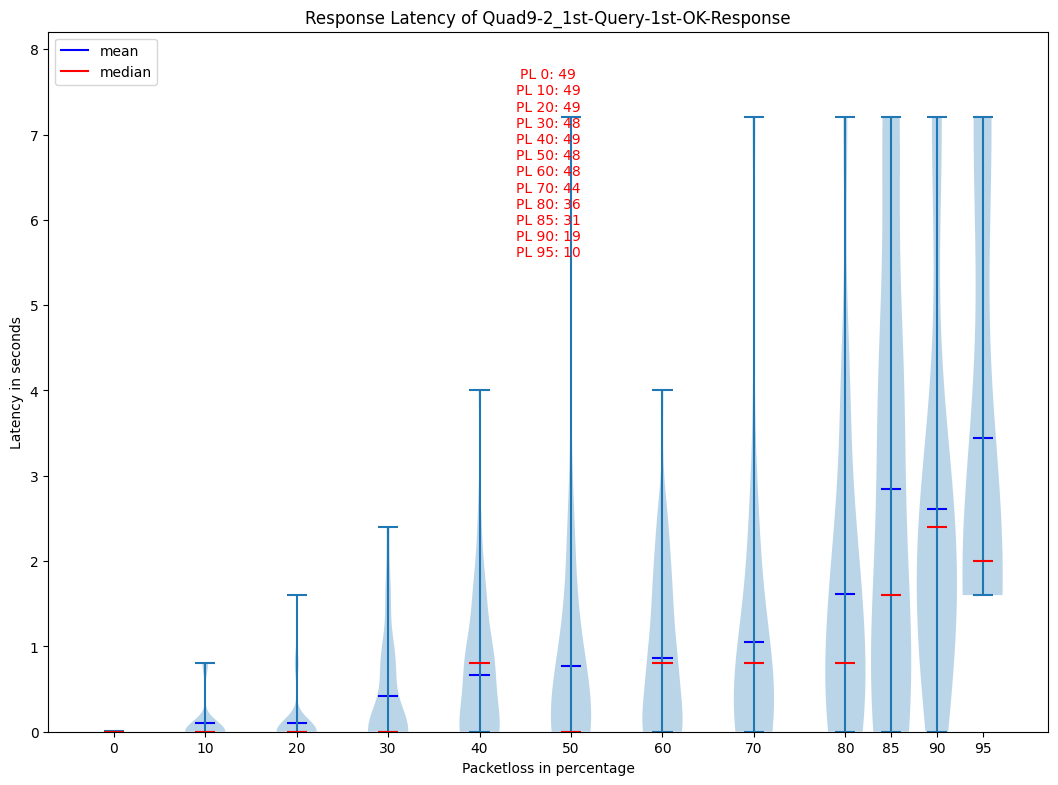 Response Latency of Quad9-2_1st-Query-1st-OK-Response
mean
median
PL 0: 49
PL 10: 49
PL 20: 49
PL 30: 48
PL 40: 49
PL 50: 48
PL 60: 48
PL 70: 44
PL 80: 36
PL 85: 31
PL 90: 19
PL 95: 10
8
7
6
5
4
3
2
1
0
Latency in seconds
0 10 20 30 40 50 60 70 80 85 90 95
Packetloss in percentage